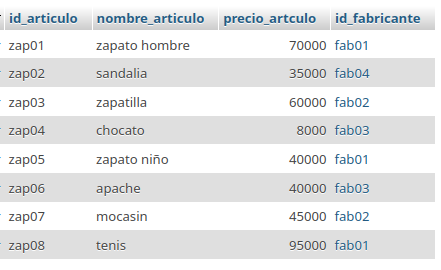 id_articulo nombre_articulo precio_artculo id_fabricante
zap01 zapato hombre 70000 fab01
zap02 sandalia 35000 fab04
zap03 zapatilla 60000 fab02
zap04 chocato 8000 fab03
zap05 zapato niño 40000 fab01
zap06 apache 40000 fab03
zap07 mocasin 45000 fab02
zap08 tenis 95000 fab01